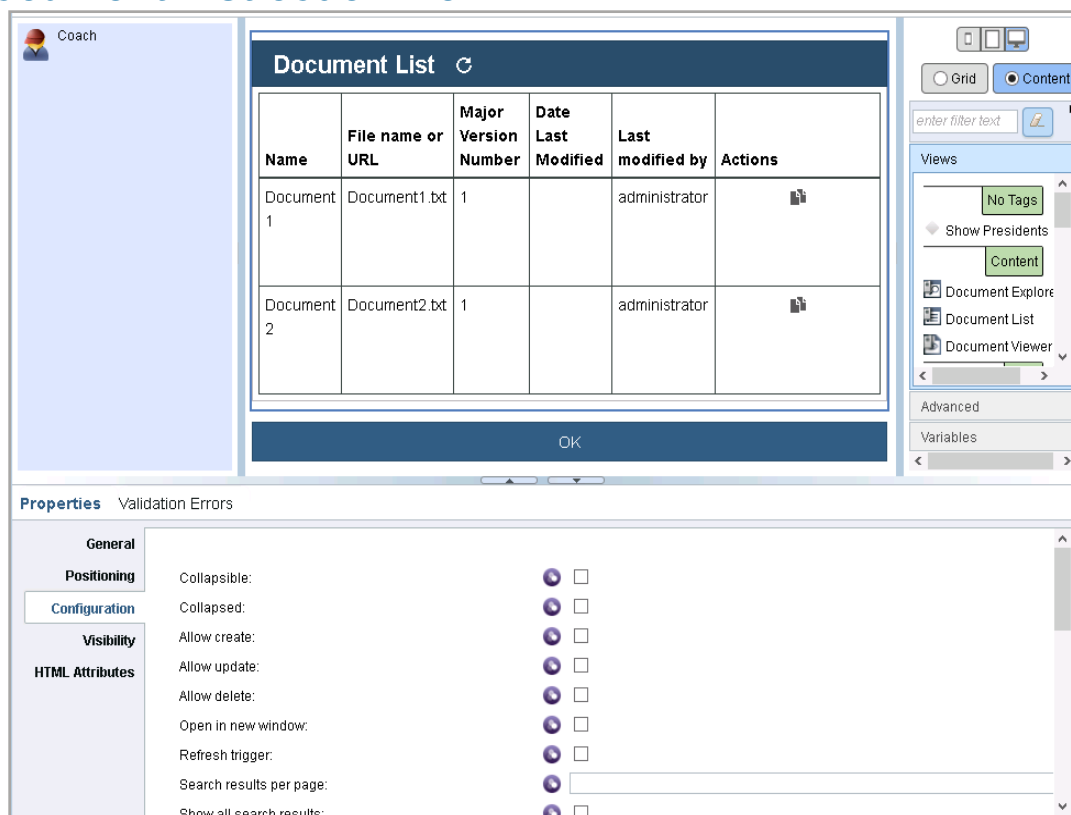 Coach
Document List
Name
File name or URL
Major Version Number
Date Last Modified
Last modified by
Actions
Document 1
Document1.txt
1
administrator
Document 2
Document2.txt
1
administrator
OK
Grid
Content
enter filter text
Views
No Tags
Show Presidents
Content
Document Explore
Document List
Document Viewer
Advanced
Variables
Properties
Validation Errors
General
Positioning
Configuration
Visibility
HTML Attributes
Collapsible:
Collapsed:
Allow create:
Allow update:
Allow delete:
Open in new window:
Refresh trigger:
Search results per page:
Show all search results: